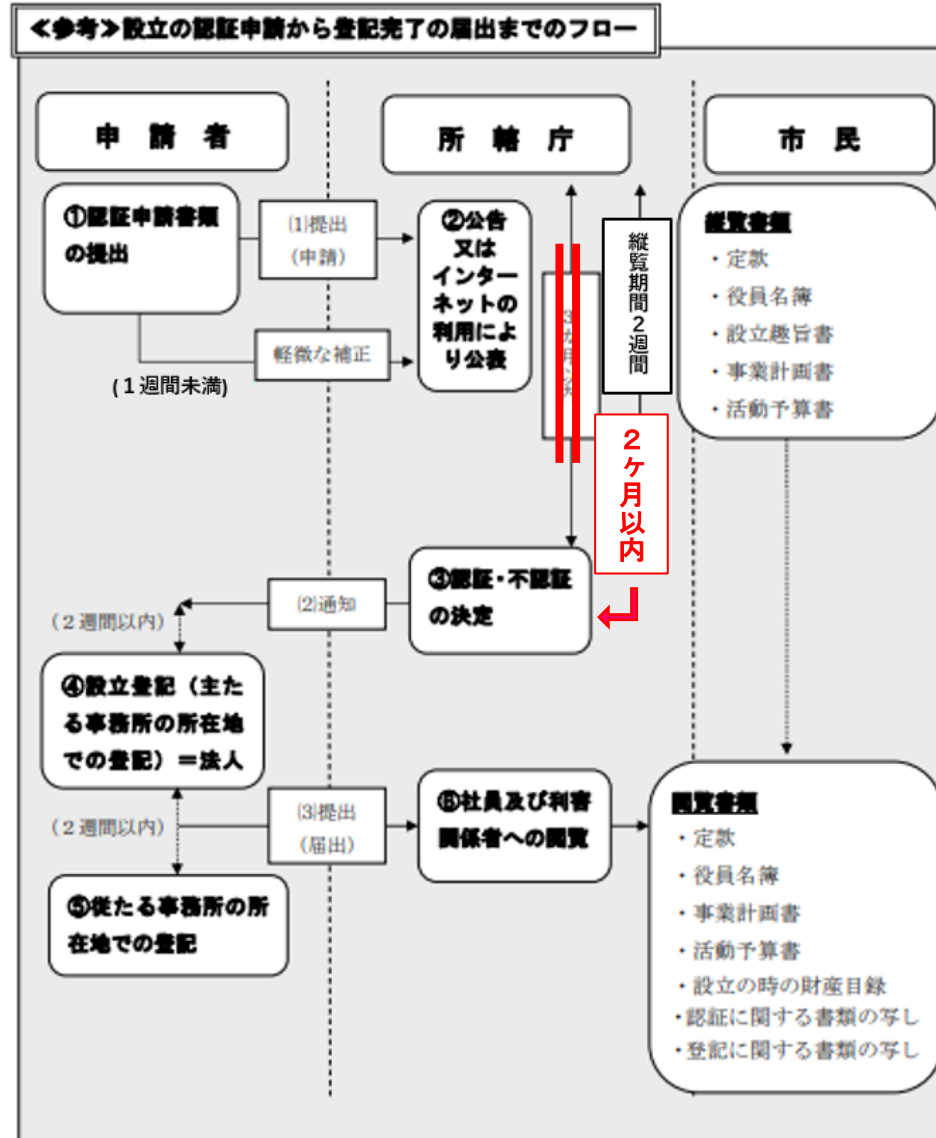 ≪参考≫設立の認証申請から登記完了の届出までのフロー
申請者
所轄庁
市民
①認証申請書類
の提出
⑴提出
(申請)
軽微な補正
(１週間未満)
②公告
又は
インター
ネットの
利用によ
り公表
縦覧期間２週間
２ヶ月以内
縦覧書類
・定款
・役員名簿
・設立趣旨書
・事業計画書
・活動予算書
③認証・不認証
の決定
⑵通知
(２週間以内)
④設立登記（主た
る事務所の所在地
での登記）＝法人
(２週間以内)
⑶提出
(届出)
⑤従たる事務所の所
在地での登記
⑥社員及び利害
関係者への閲覧
閲覧書類
・定款
・役員名簿
・事業計画書
・活動予算書
・設立の時の財産目録
・認証に関する書類の写し
・登記に関する書類の写し